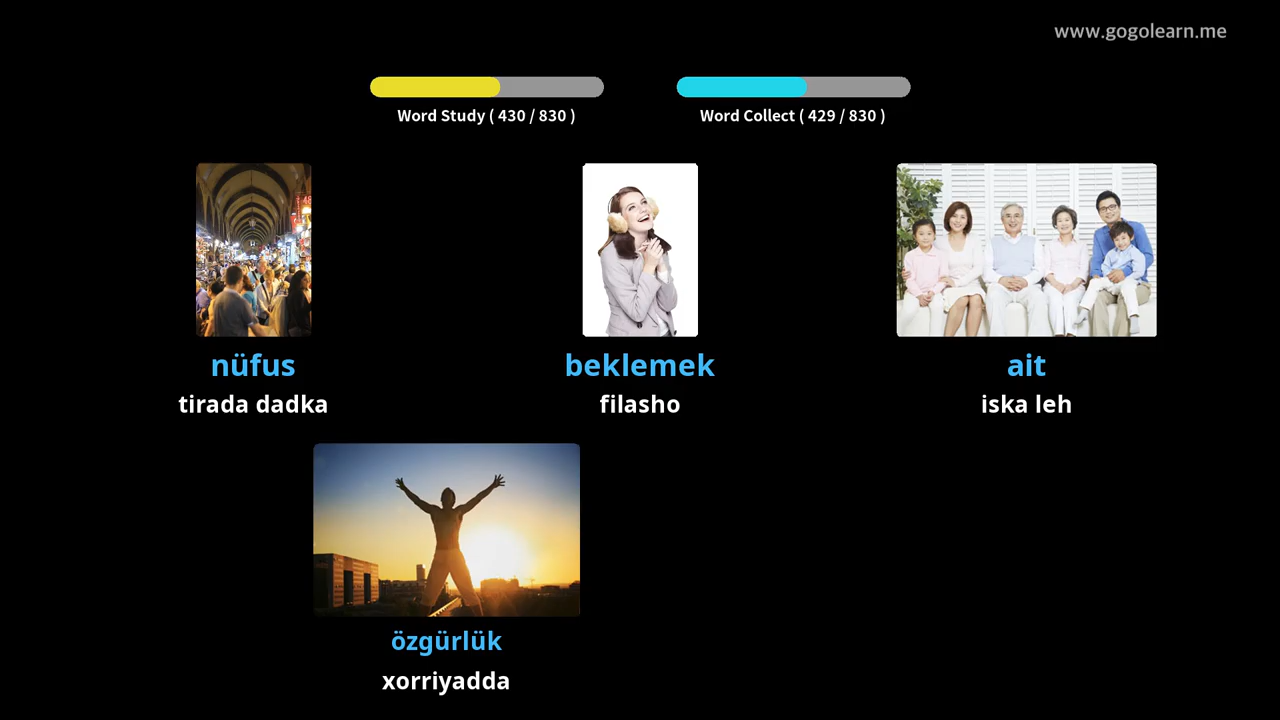 www.gogolearn.me
Word Study ( 430 / 830 )
Word Collect ( 429 / 830 )
nüfus
tirada dadka
beklemek
filasho
ait
iska leh
özgürlük
xorriyadda